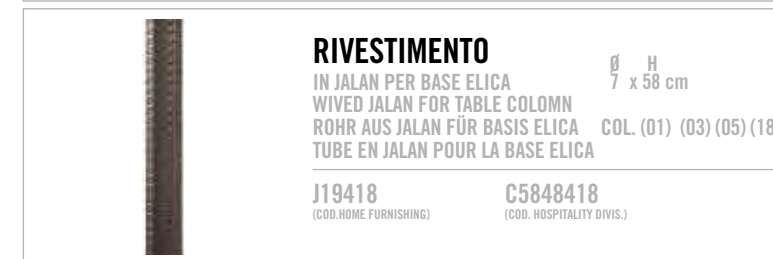 RIVESTIMENTO
Ø H
IN JALAN PER BASE ELICA 7 x 58 cm
WIVED JALAN FOR TABLE COLOMN
ROHR AUS JALAN FÜR BASIS ELICA COL. (01) (03) (05) (18
TUBE EN JALAN POUR LA BASE ELICA
J19418 C5848418
(COD.HOME FURNISHING) (COD. HOSPITALITY DIVIS.)